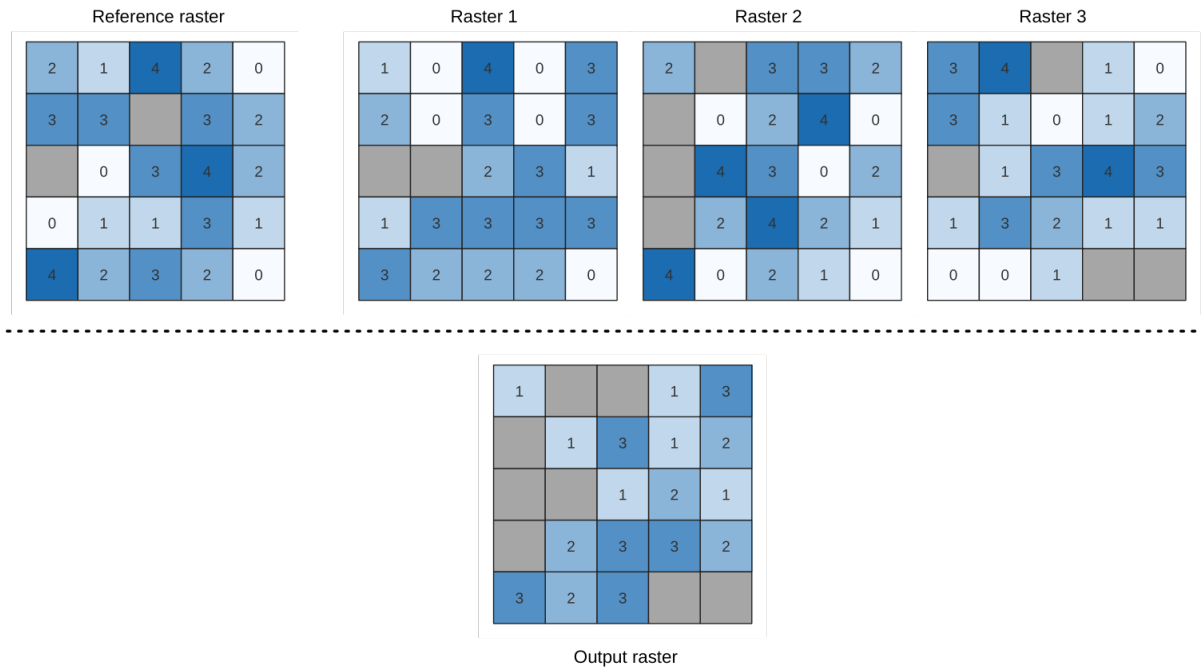 Reference raster Raster 1 Raster 2 Raster 3
2 1 4 2 0 1 0 4 0 3 2 3 3 2 3 4 1 0
3 3 3 2 2 0 3 0 3 0 2 4 0 3 1 0 1 2
0 3 4 2 2 3 1 4 3 0 2 1 3 4 3
0 1 1 3 1 1 3 3 3 3 2 4 2 1 1 3 2 1 1
4 2 3 2 0 3 2 2 2 0 4 0 2 1 0 0 0 1
1 1 3
1 3 1 2
1 2 1
2 3 3 2
3 2 3
Output raster